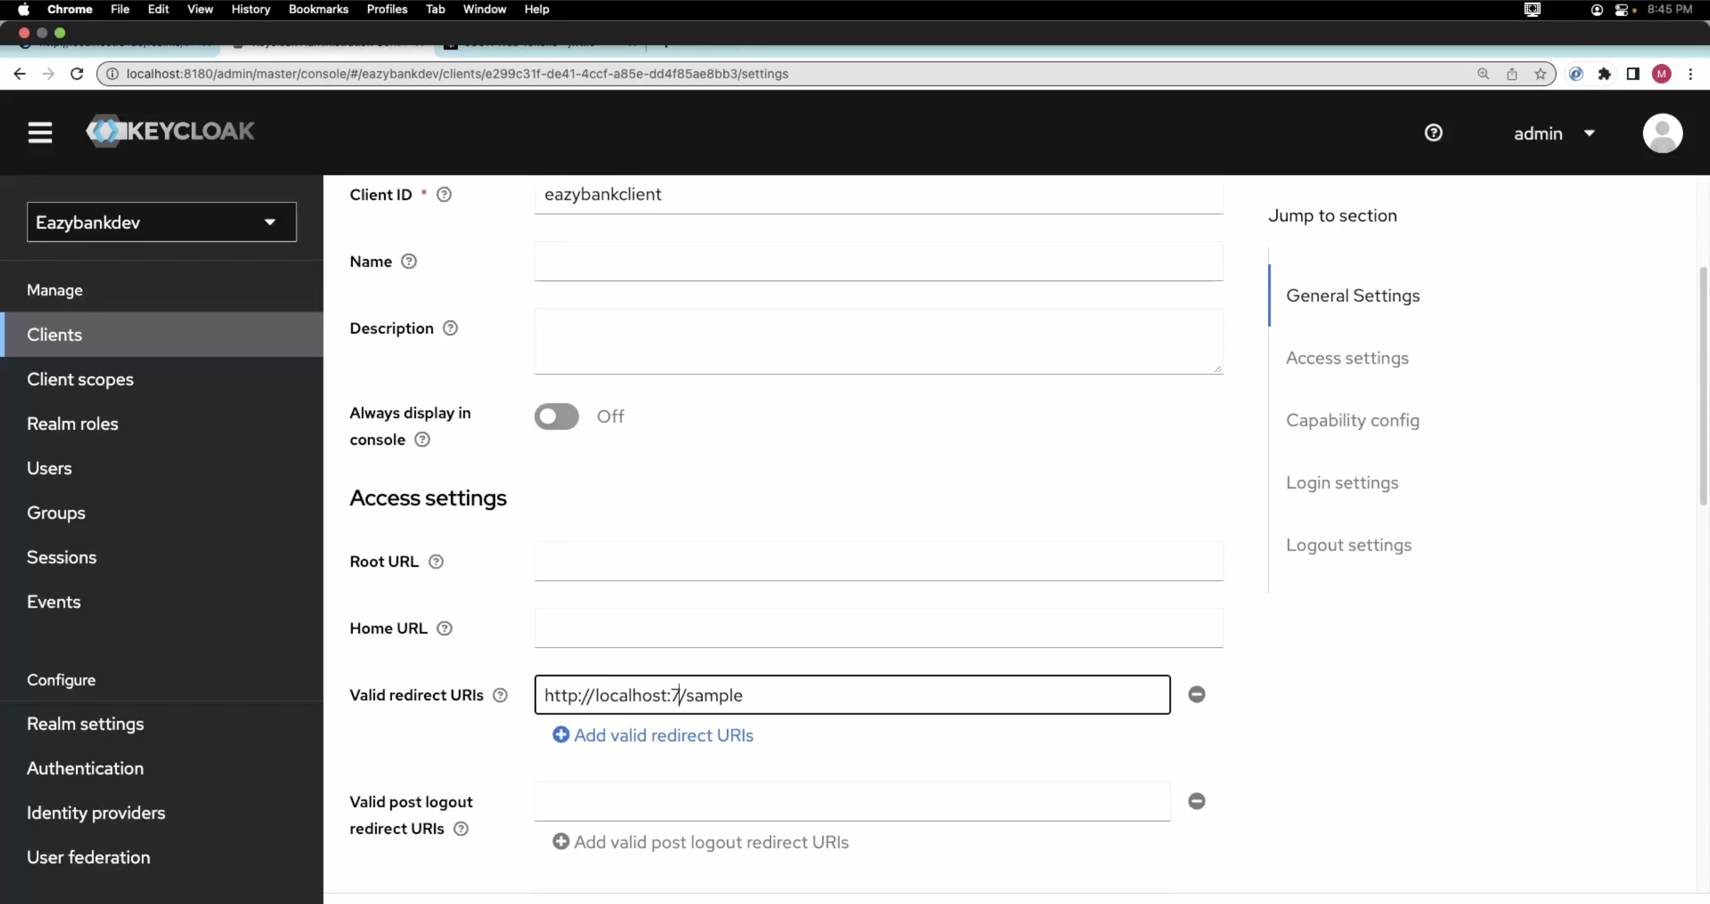 Chrome File Edit View History Bookmarks Profiles Tab Window Help 8:45 PM
localhost:8180/admin/master/console/#/eazybankdev/clients/e299c31f-de41-4ccf-a85e-dd4f85ae8bb3/settings
M
KEYCLOAK
admin
Eazybankdev
Manage
Clients
Client scopes
Realm roles
Users
Groups
Sessions
Events
Configure
Realm settings
Authentication
Identity providers
User federation
Client ID *
eazybankclient
Name
Description
Always display in
console
Off
Access settings
Root URL
Home URL
Valid redirect URIs
http://localhost:7/sample
Add valid redirect URIs
Valid post logout
redirect URIs
Add valid post logout redirect URIs
Jump to section
General Settings
Access settings
Capability config
Login settings
Logout settings